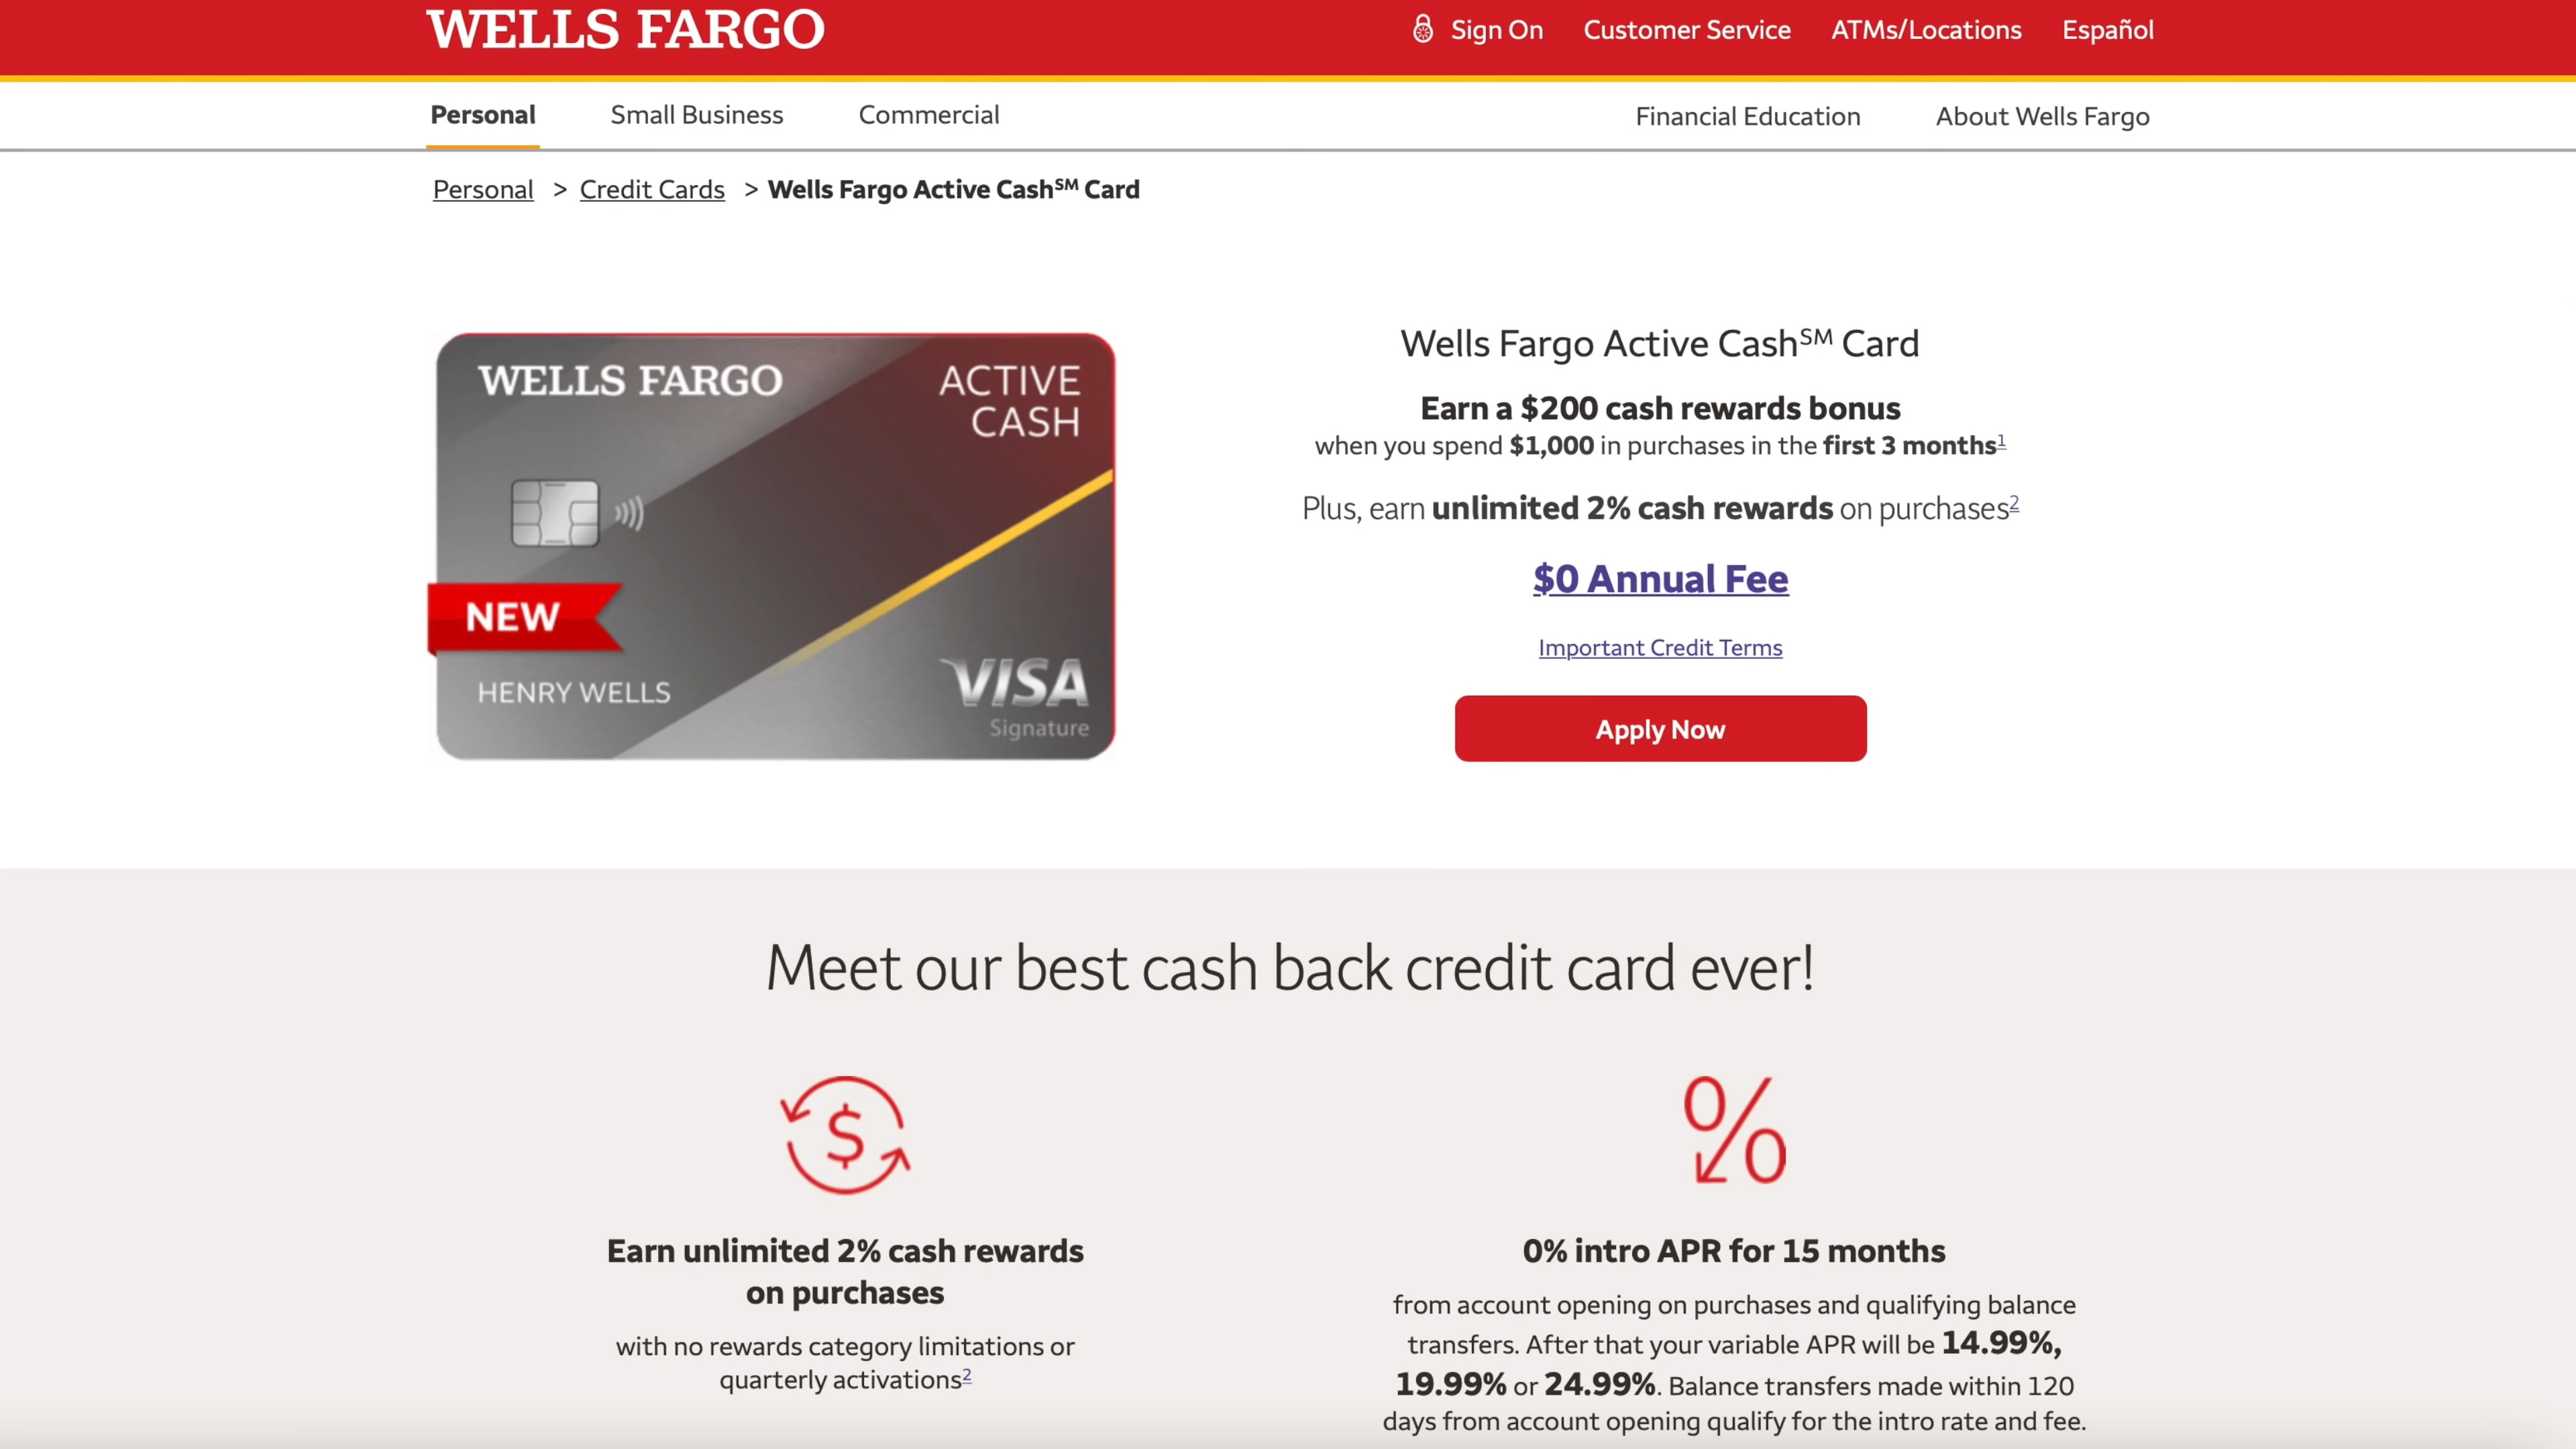 WELLS FARGO
Sign On Customer Service ATMs/Locations Español
Personal Small Business Commercial Financial Education About Wells Fargo
Personal > Credit Cards > Wells Fargo Active Cash℠ Card
WELLS FARGO
ACTIVE
CASH
NEW
HENRY WELLS
VISA
Signature
Wells Fargo Active Cash℠ Card
Earn a $200 cash rewards bonus
when you spend $1,000 in purchases in the first 3 months¹
Plus, earn unlimited 2% cash rewards on purchases²
$0 Annual Fee
Important Credit Terms
Apply Now
Meet our best cash back credit card ever!
Earn unlimited 2% cash rewards
on purchases
with no rewards category limitations or
quarterly activations²
0% intro APR for 15 months
from account opening on purchases and qualifying balance
transfers. After that your variable APR will be 14.99%,
19.99% or 24.99%. Balance transfers made within 120
days from account opening qualify for the intro rate and fee.